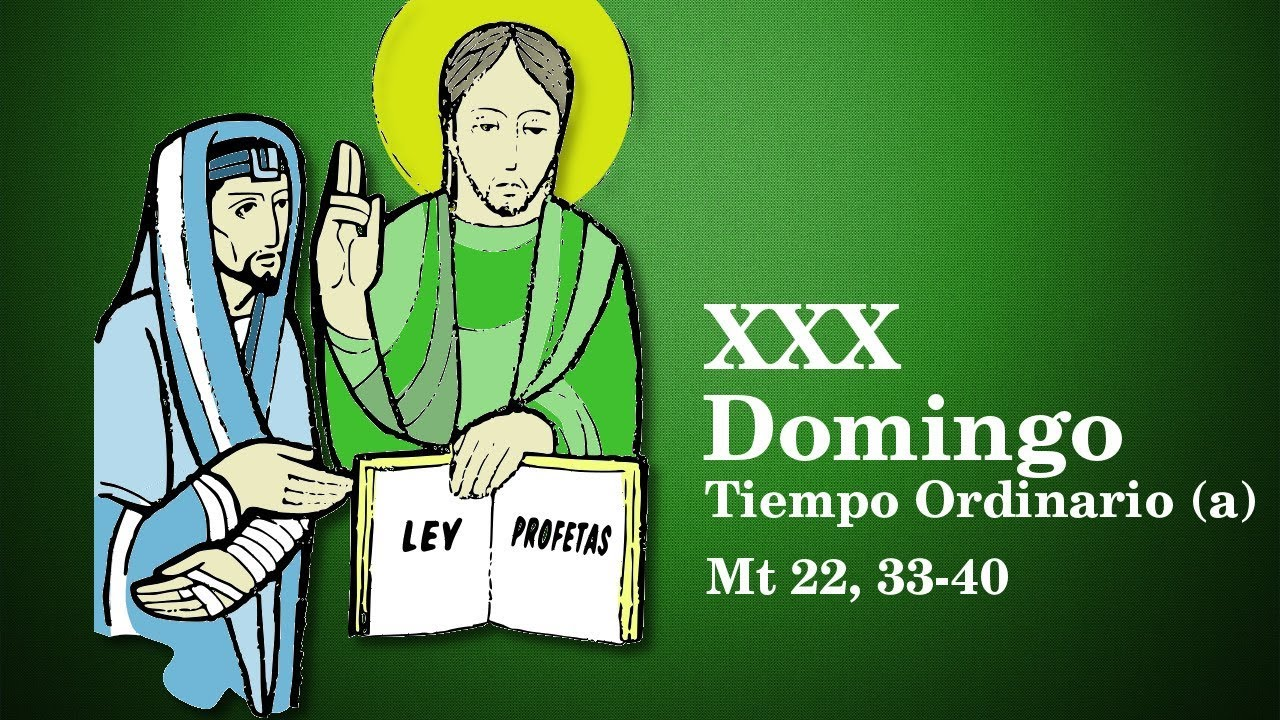 LEY PROFETAS
XXX
Domingo
Tiempo Ordinario (a)
Mt 22, 33-40